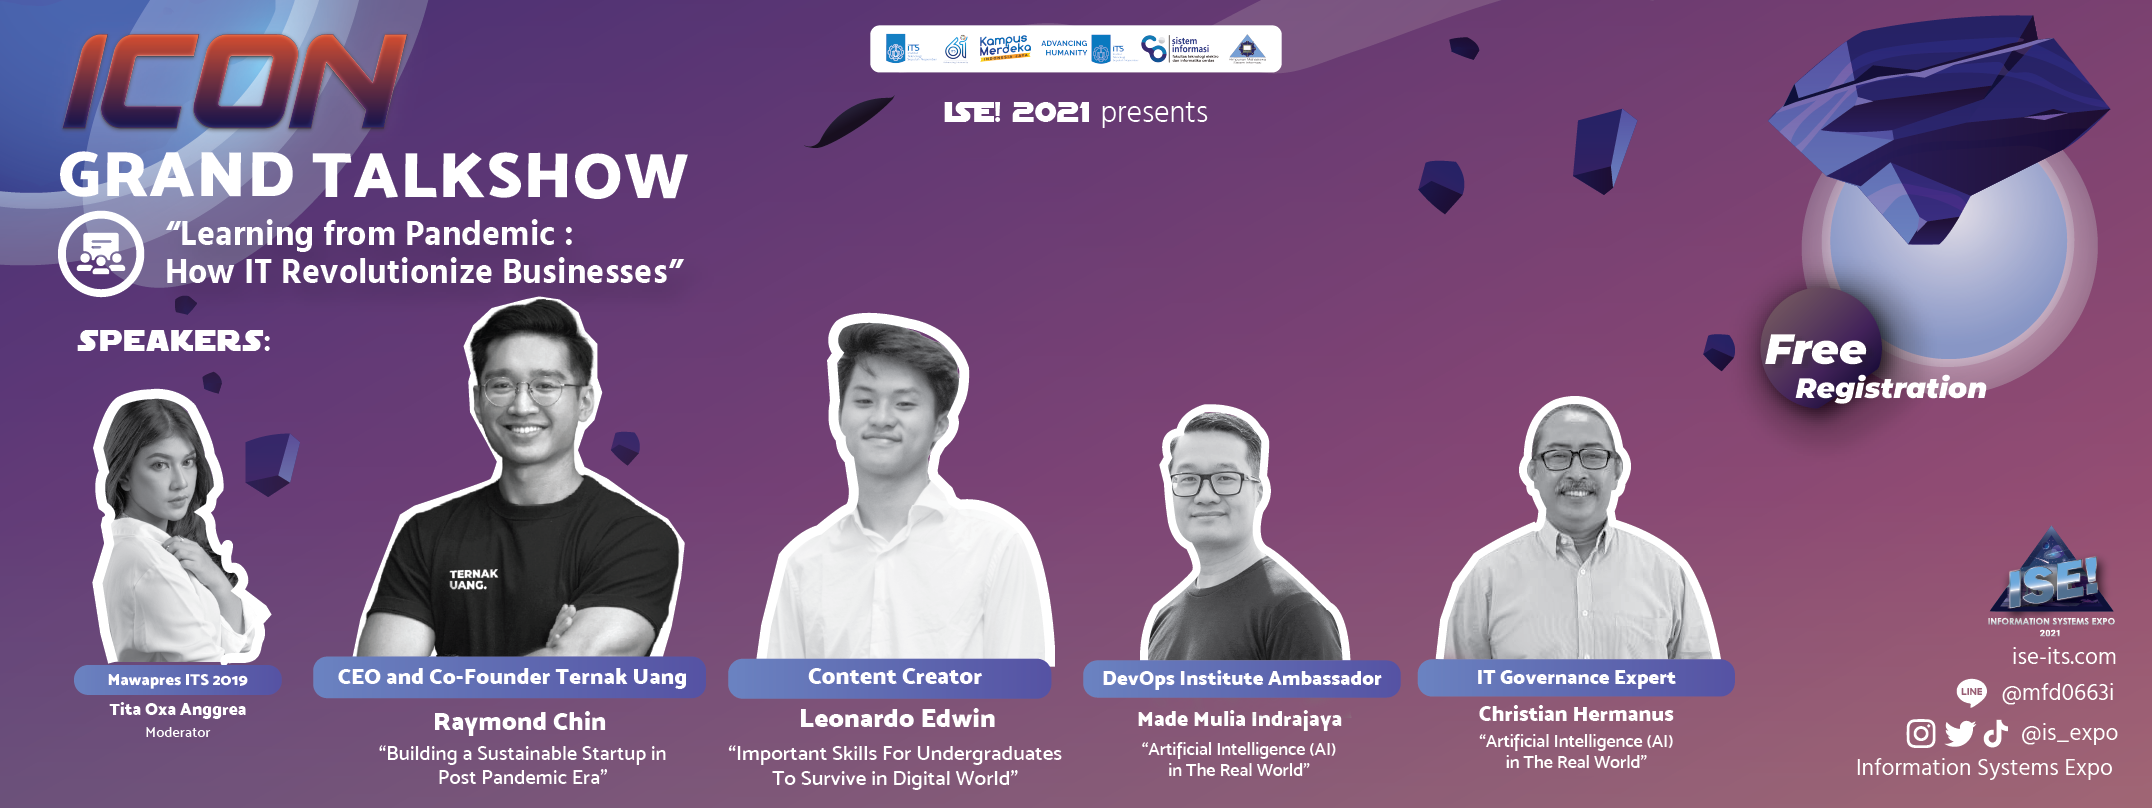 ICON
GRAND TALKSHOW
"Learning from Pandemic :
How IT Revolutionize Businesses"
SPEAKERS:
ITS
Kampus
Merdeka
INDONESIA JAYA
ADVANCING
HUMANITY
ITS
sistem
informasi
ISE! 2021 presents
Free
Registration
TERNAK
UANG.
Mawapres ITS 2019
Tita Oxa Anggrea
Moderator
CEO and Co-Founder Ternak Uang
Raymond Chin
"Building a Sustainable Startup in
Post Pandemic Era"
Content Creator
Leonardo Edwin
"Important Skills For Undergraduates
To Survive in Digital World"
DevOps Institute Ambassador
Made Mulia Indrajaya
"Artificial Intelligence (AI)
in The Real World"
IT Governance Expert
Christian Hermanus
"Artificial Intelligence (AI)
in The Real World"
ISE!
INFORMATION SYSTEMS EXPO
2021
ise-its.com
LINE
@mfd0663i
@is_expo
Information Systems Expo